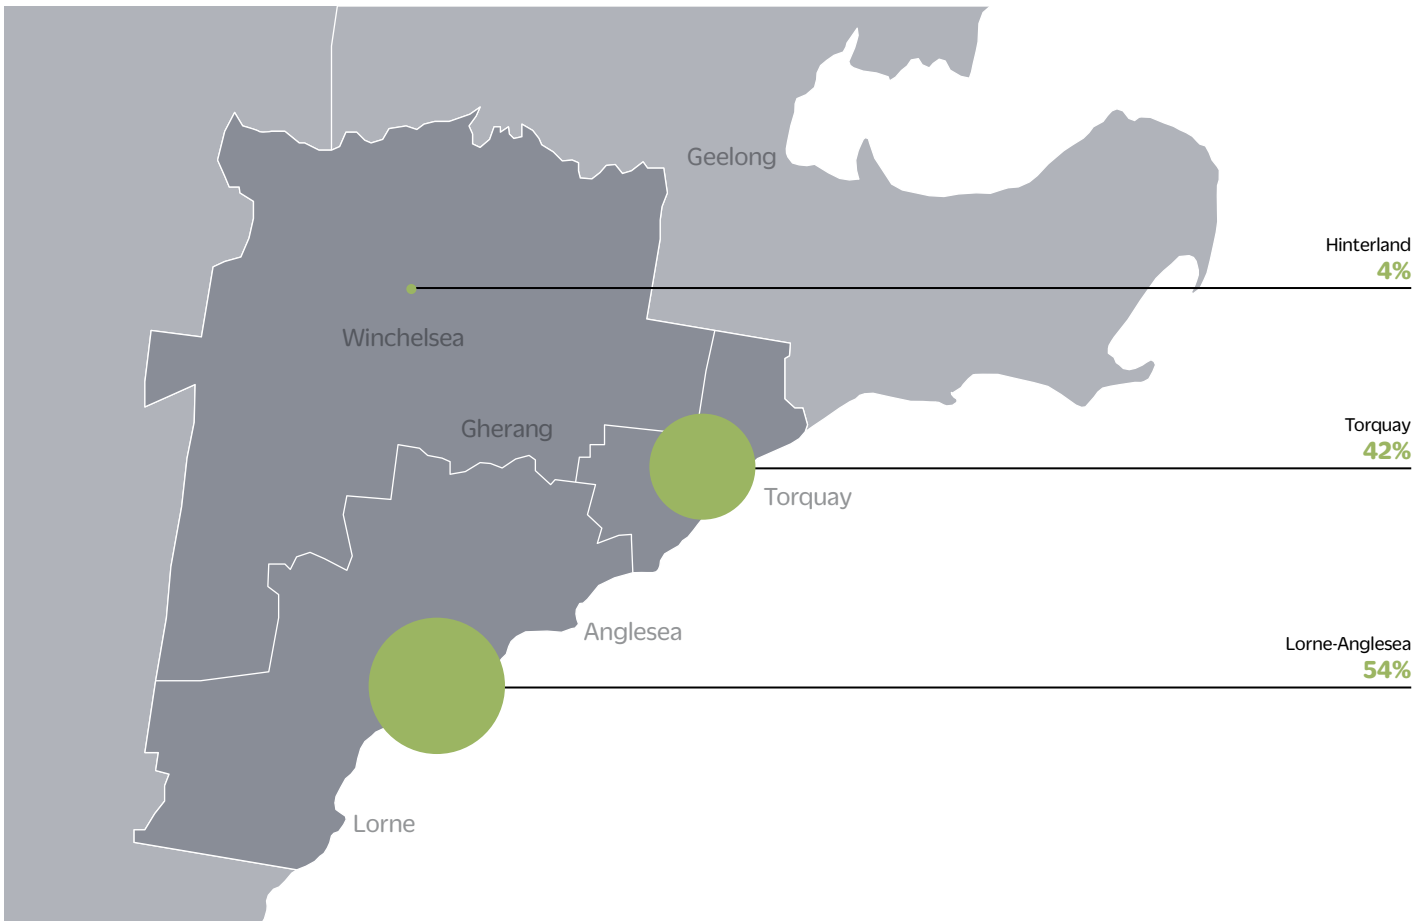 Geelong
Hinterland
4%
Winchelsea
Gherang
Torquay
42%
Torquay
Anglesea
Lorne-Anglesea
54%
Lorne